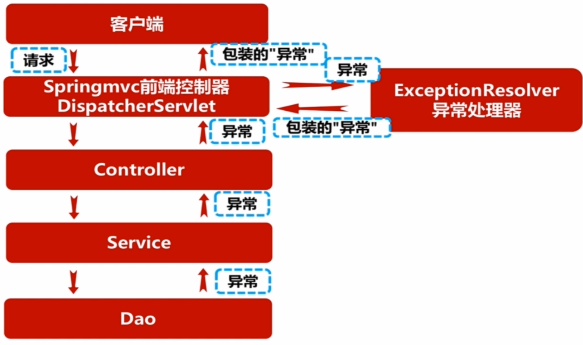 客户端
请求
包装的"异常"
异常
Springmvc前端控制器
DispatcherServlet
ExceptionResolver
异常处理器
异常
包装的"异常"
Controller
异常
Service
异常
Dao